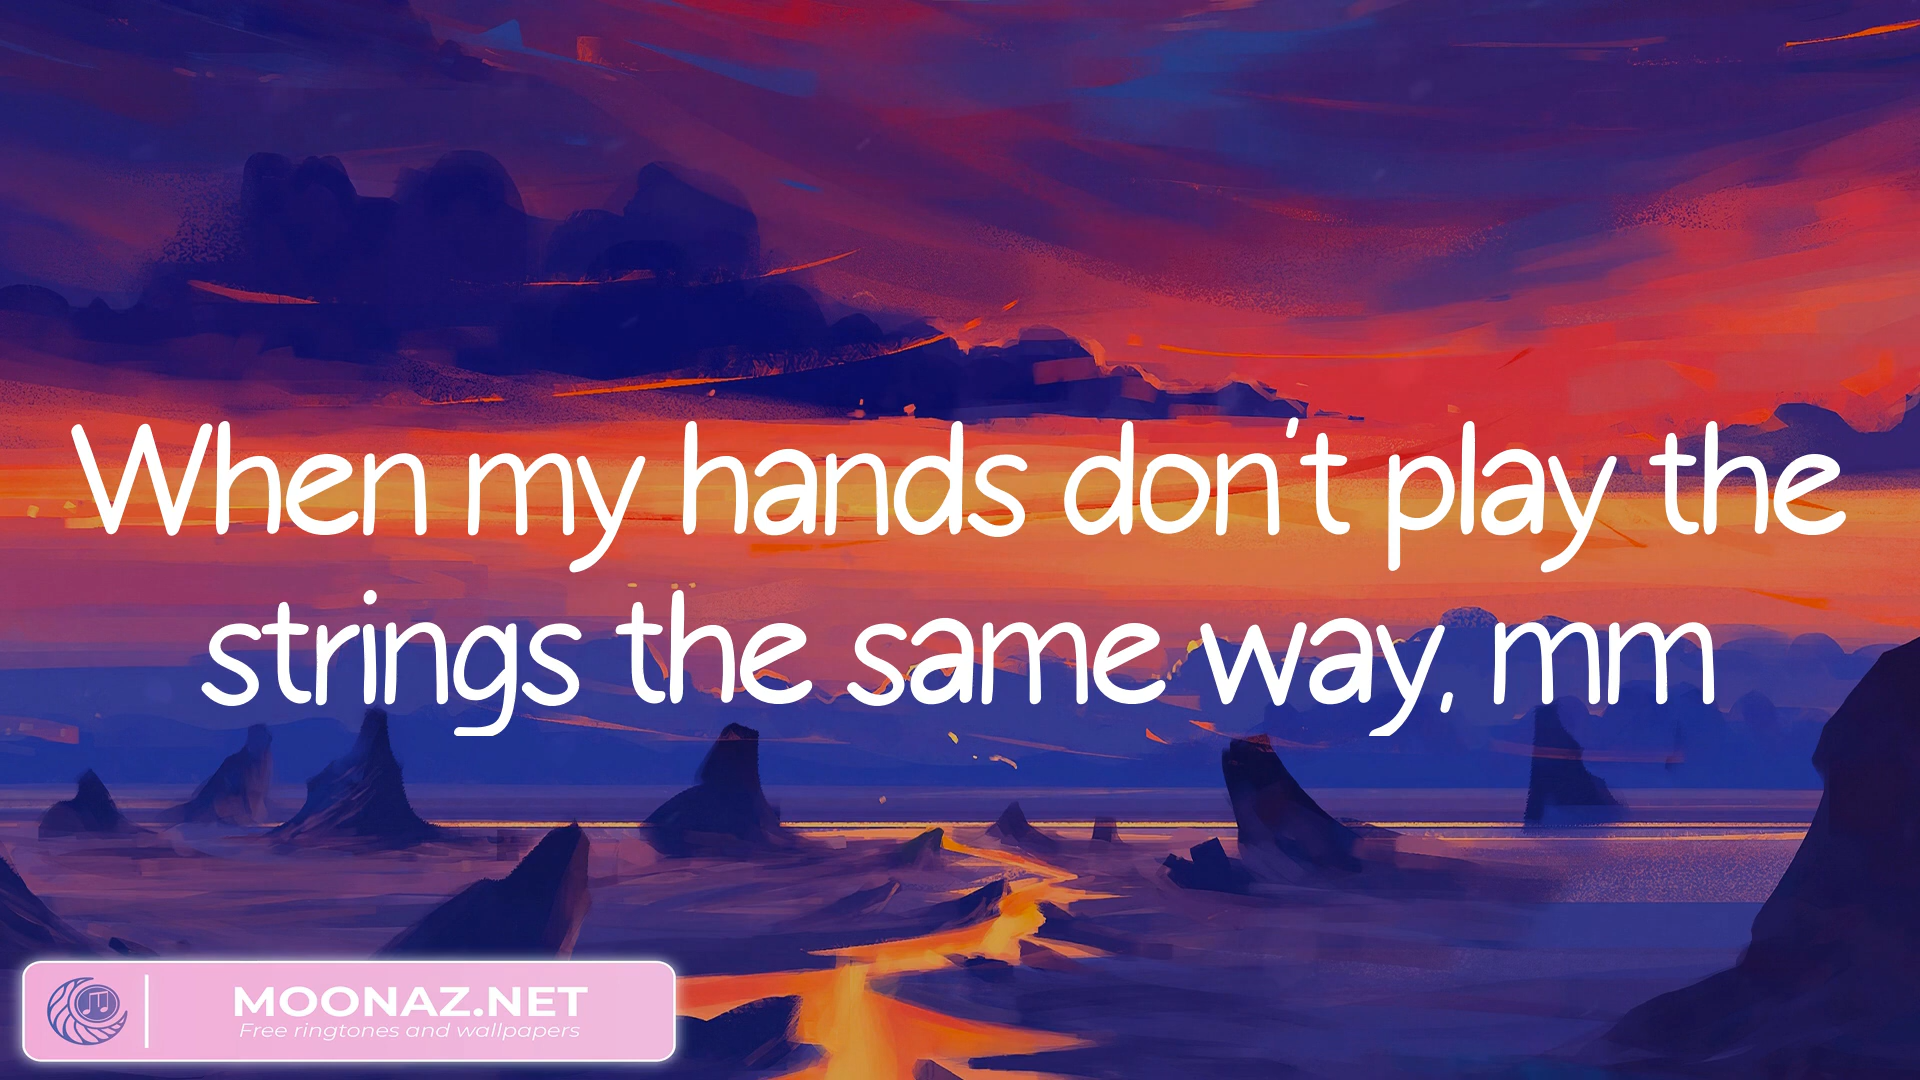 When my hands don't play the
strings the same way, mm
MOONAZ.NET
Free ringtones and wallpapers